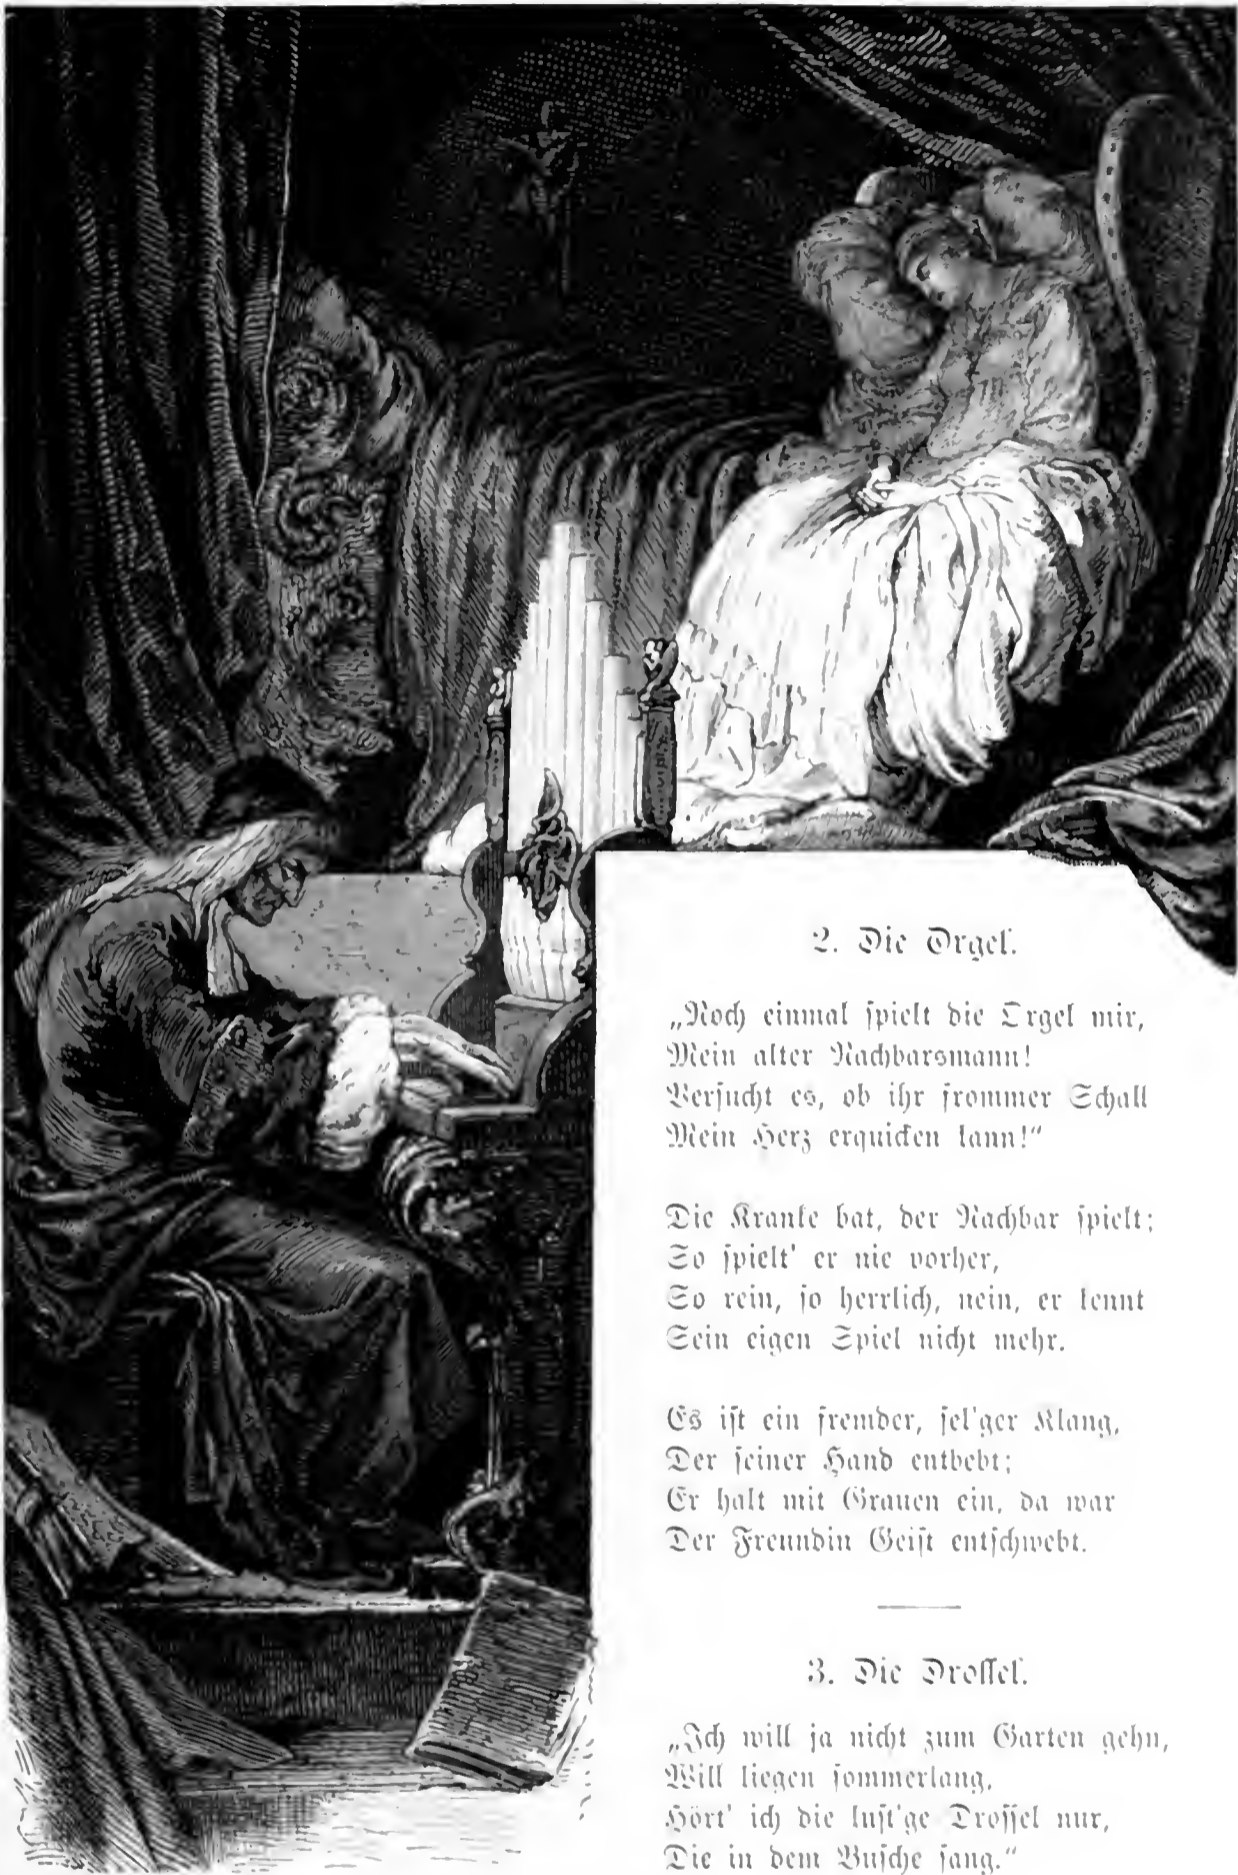 2. Die Orgel.
„Noch einmal spielt die Orgel mir,
Mein alter Nachbarsmann!
Versucht es, ob ihr frommer Schall
Mein Herz erquicken kann!“
Die Kranke bat, der Nachbar spielt;
So spielt' er nie vorher,
So rein, so herrlich, nein, er kennt
Sein eigen Spiel nicht mehr.
Es ist ein fremder, sel'ger Klang,
Der seiner Hand entbebt;
Er halt mit Grauen ein, da war
Der Freundin Geist entschwebt.
3. Die Drossel.
„Ich will ja nicht zum Garten gehn,
Will liegen sommerlang,
Hört' ich die lust'ge Drossel nur,
Die in dem Busche sang.“